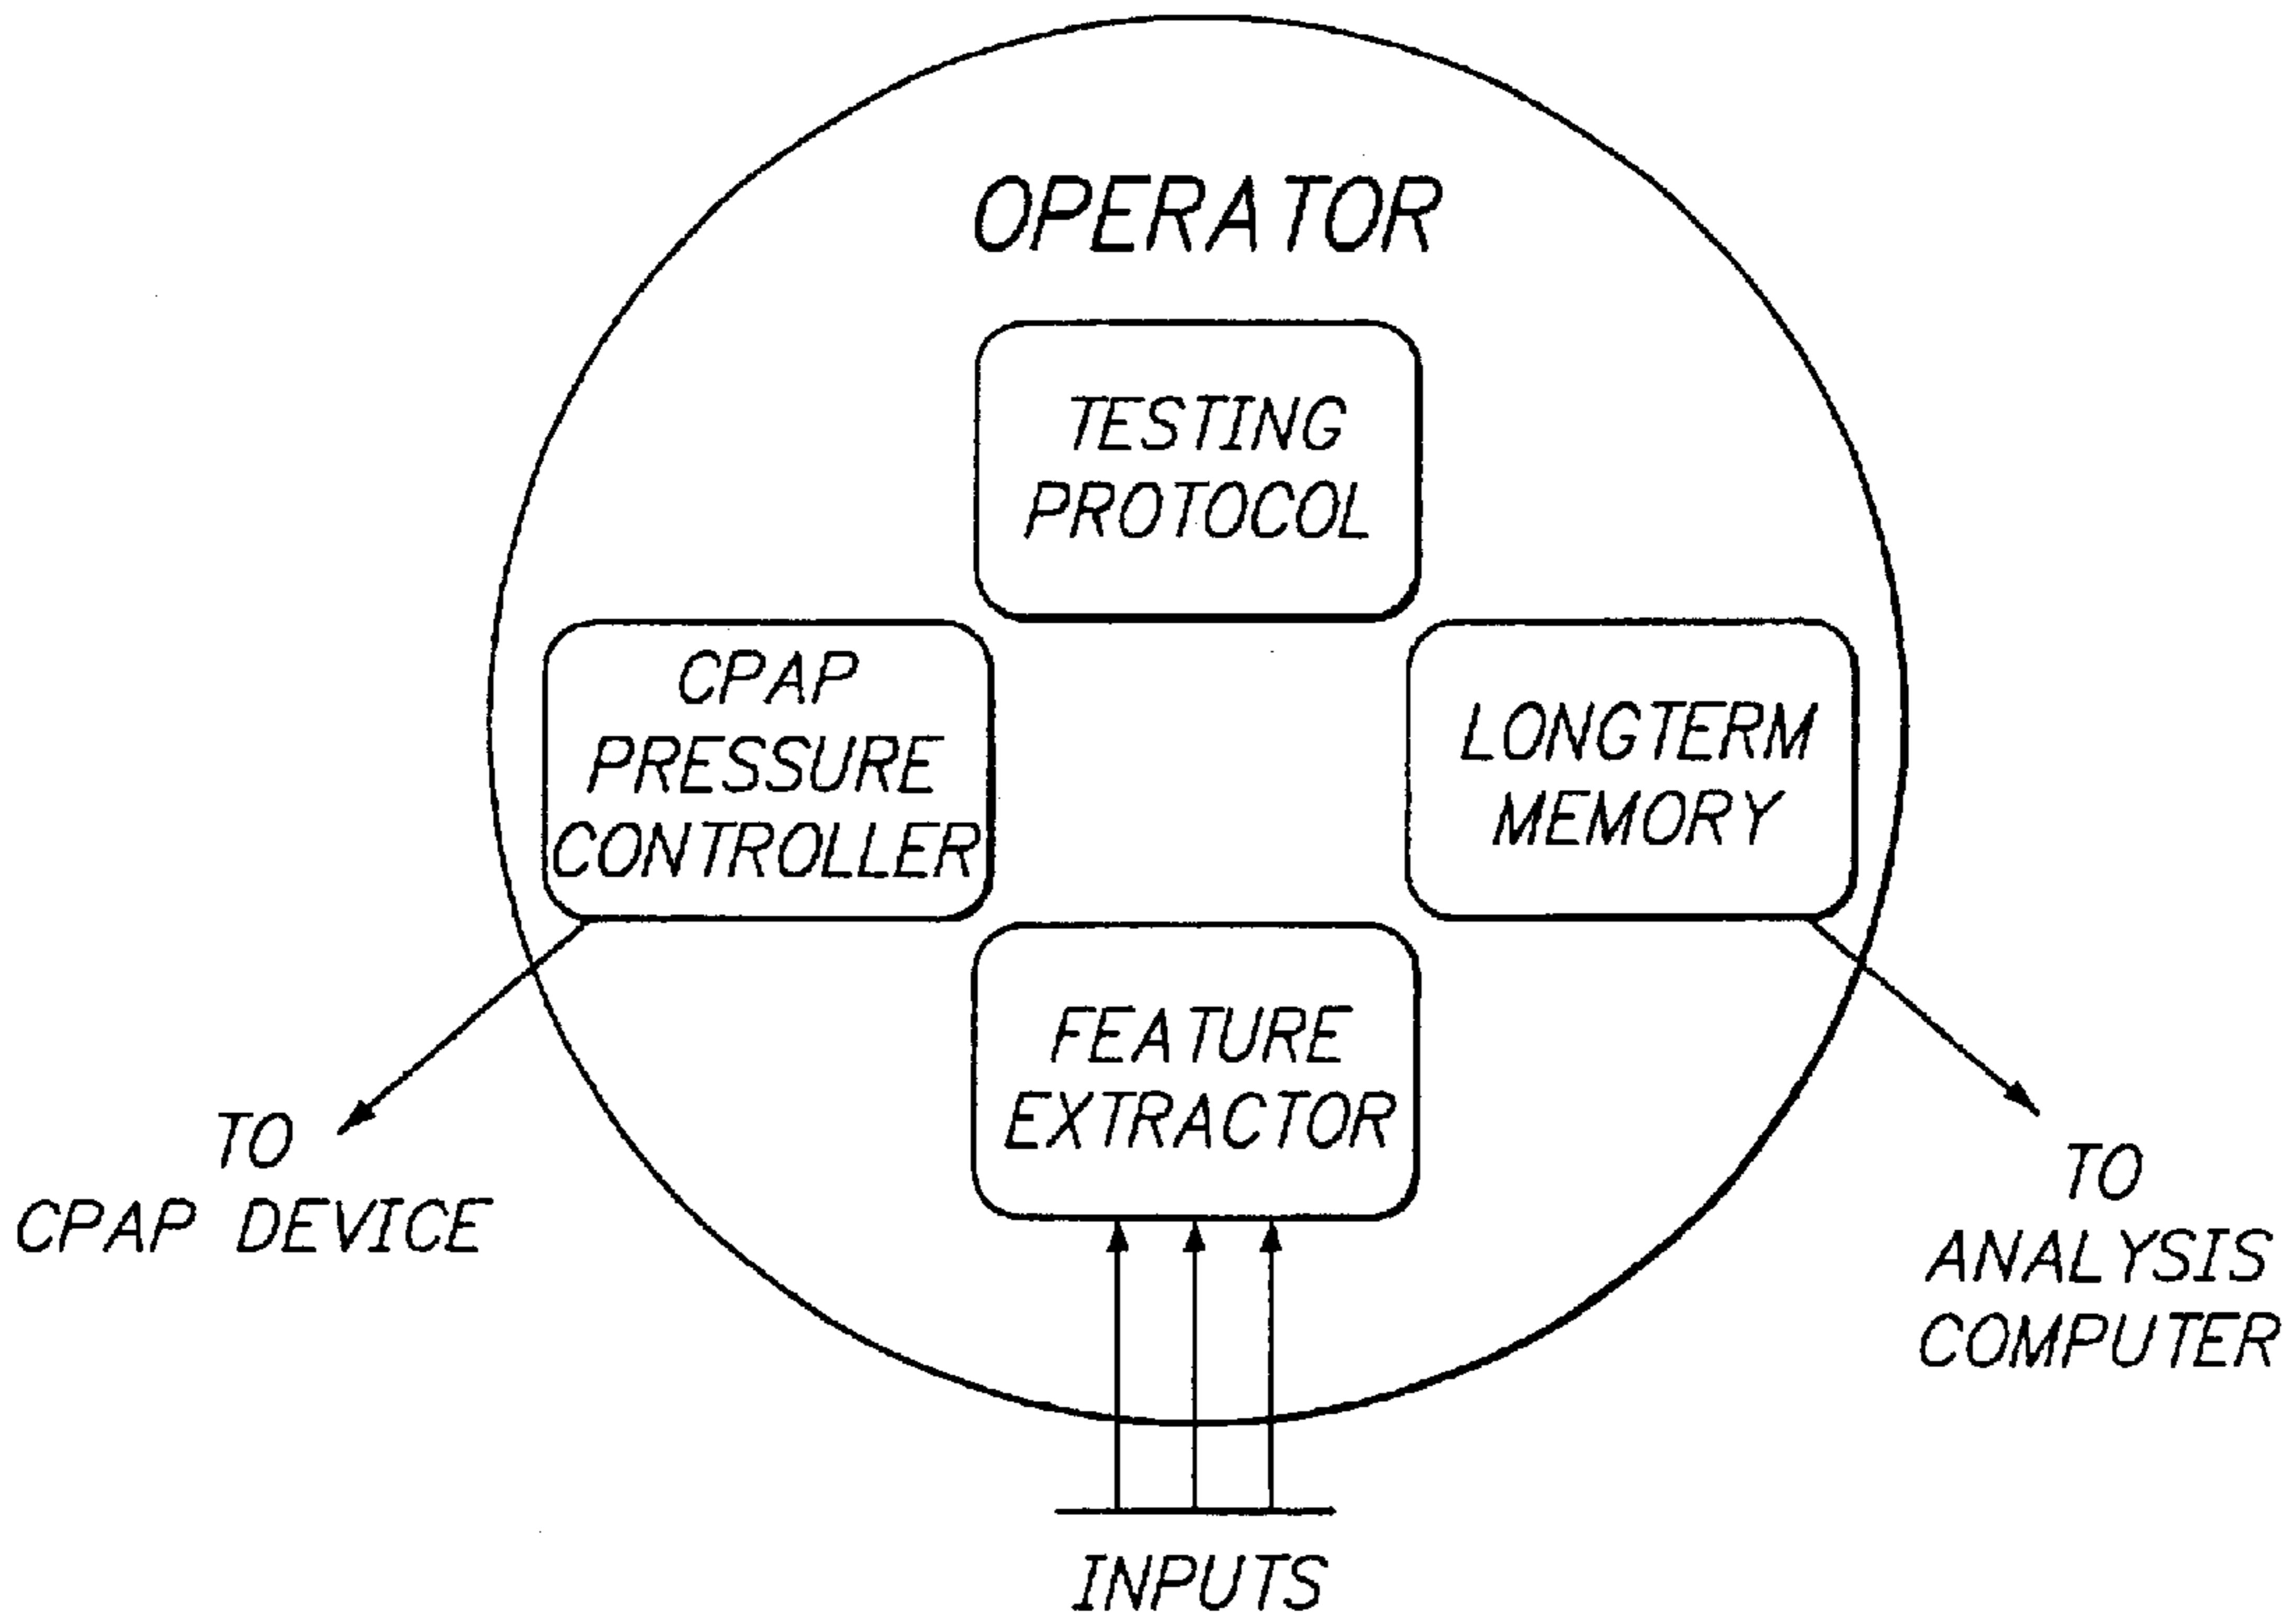 OPERATOR
TESTING
PROTOCOL
CPAP
PRESSURE
CONTROLLER
LONGTERM
MEMORY
FEATURE
EXTRACTOR
TO
CPAP DEVICE
TO
ANALYSIS
COMPUTER
INPUTS